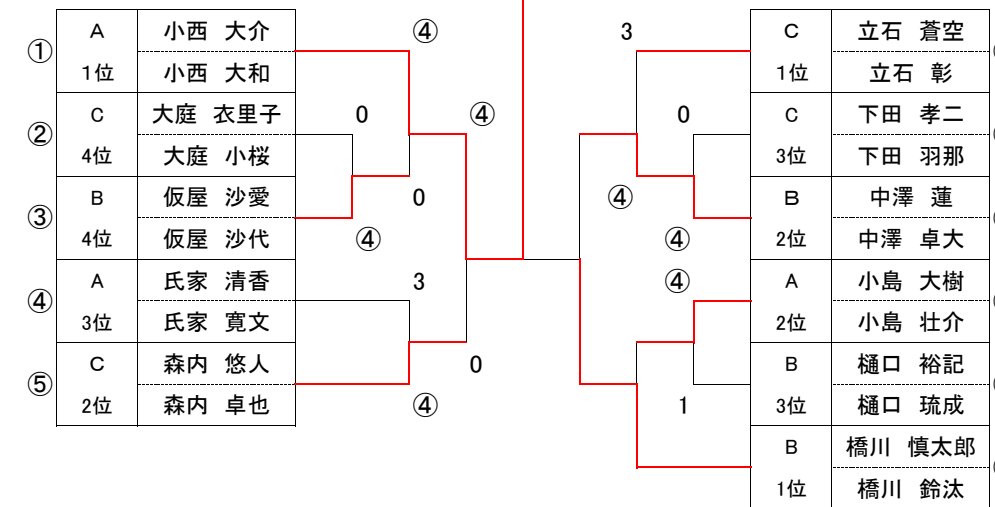 ① A 小西 大介 ④ 3 C 立石 蒼空
1位 小西 大和 1位 立石 彰
② C 大庭 衣里子 0 ④ 0 C 下田 孝二
4位 大庭 小桜 3位 下田 羽那
③ B 仮屋 沙愛 0 ④ B 中澤 蓮
4位 仮屋 沙代 ④ ④ 2位 中澤 卓大
④ A 氏家 清香 3 ④ A 小島 大樹
3位 氏家 寛文 2位 小島 壮介
⑤ C 森内 悠人 0 B 樋口 裕記
2位 森内 卓也 ④ 1 3位 樋口 琉成
B 橋川 慎太郎
1位 橋川 鈴汰